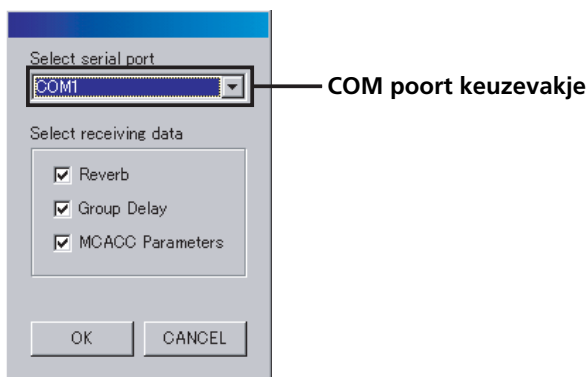 Select serial port
COM1
COM poort keuzevakje
Select receiving data
Reverb
Group Delay
MCACC Parameters
OK
CANCEL